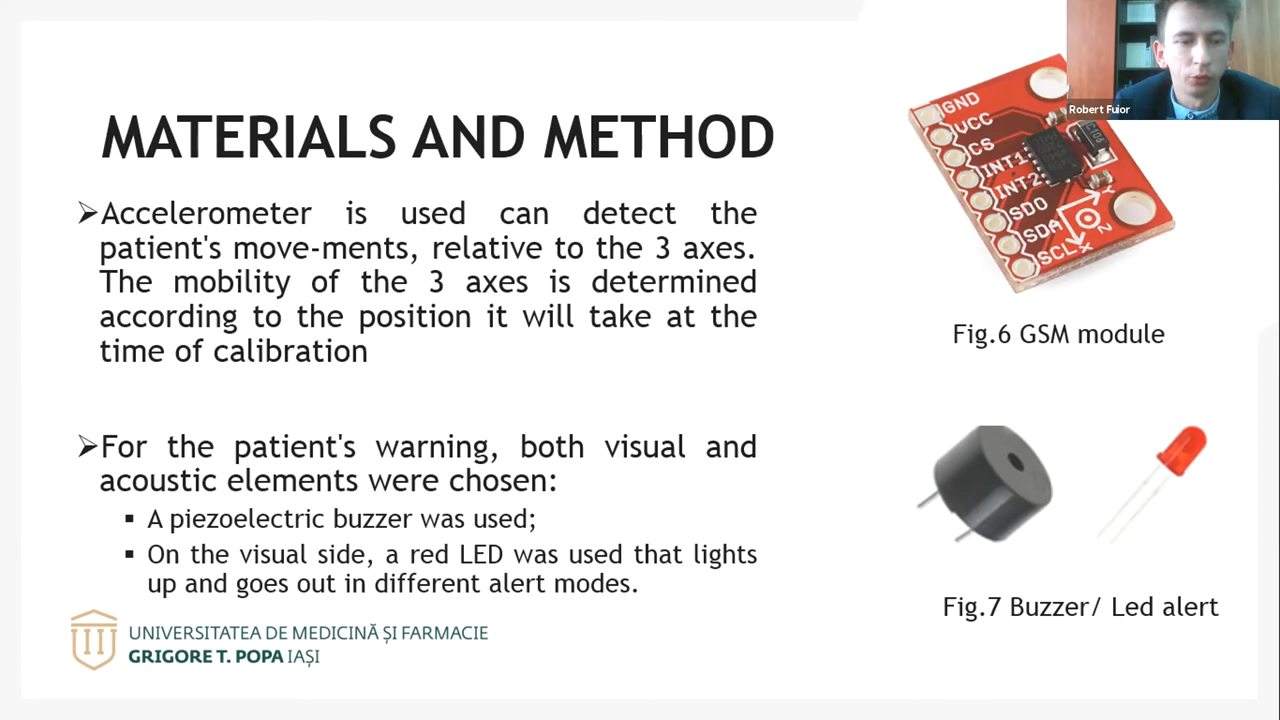 Robert Fuior
MATERIALS AND METHOD
➢Accelerometer is used can detect the
patient's move-ments, relative to the 3 axes.
The mobility of the 3 axes is determined
according to the position it will take at the
time of calibration
➢For the patient's warning, both visual and
acoustic elements were chosen:
▪ A piezoelectric buzzer was used;
▪ On the visual side, a red LED was used that lights
up and goes out in different alert modes.
GND
VCC
CS
INT1
INT2
SDO
SDA
SCL
X
Y
Z
Fig.6 GSM module
Fig.7 Buzzer/ Led alert
UNIVERSITATEA DE MEDICINĂ ȘI FARMACIE
GRIGORE T. POPA IAȘI